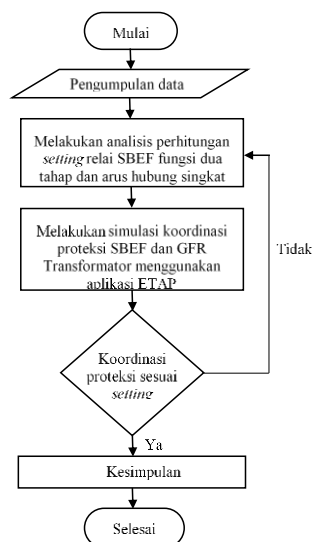 Mulai
Pengumpulan data
Melakukan analisis perhitungan
setting relai SBEF fungsi dua
tahap dan arus hubung singkat
Melakukan simulasi koordinasi
proteksi SBEF dan GFR
Transformator menggunakan
aplikasi ETAP
Tidak
Koordinasi
proteksi sesuai
setting
Ya
Kesimpulan
Selesai